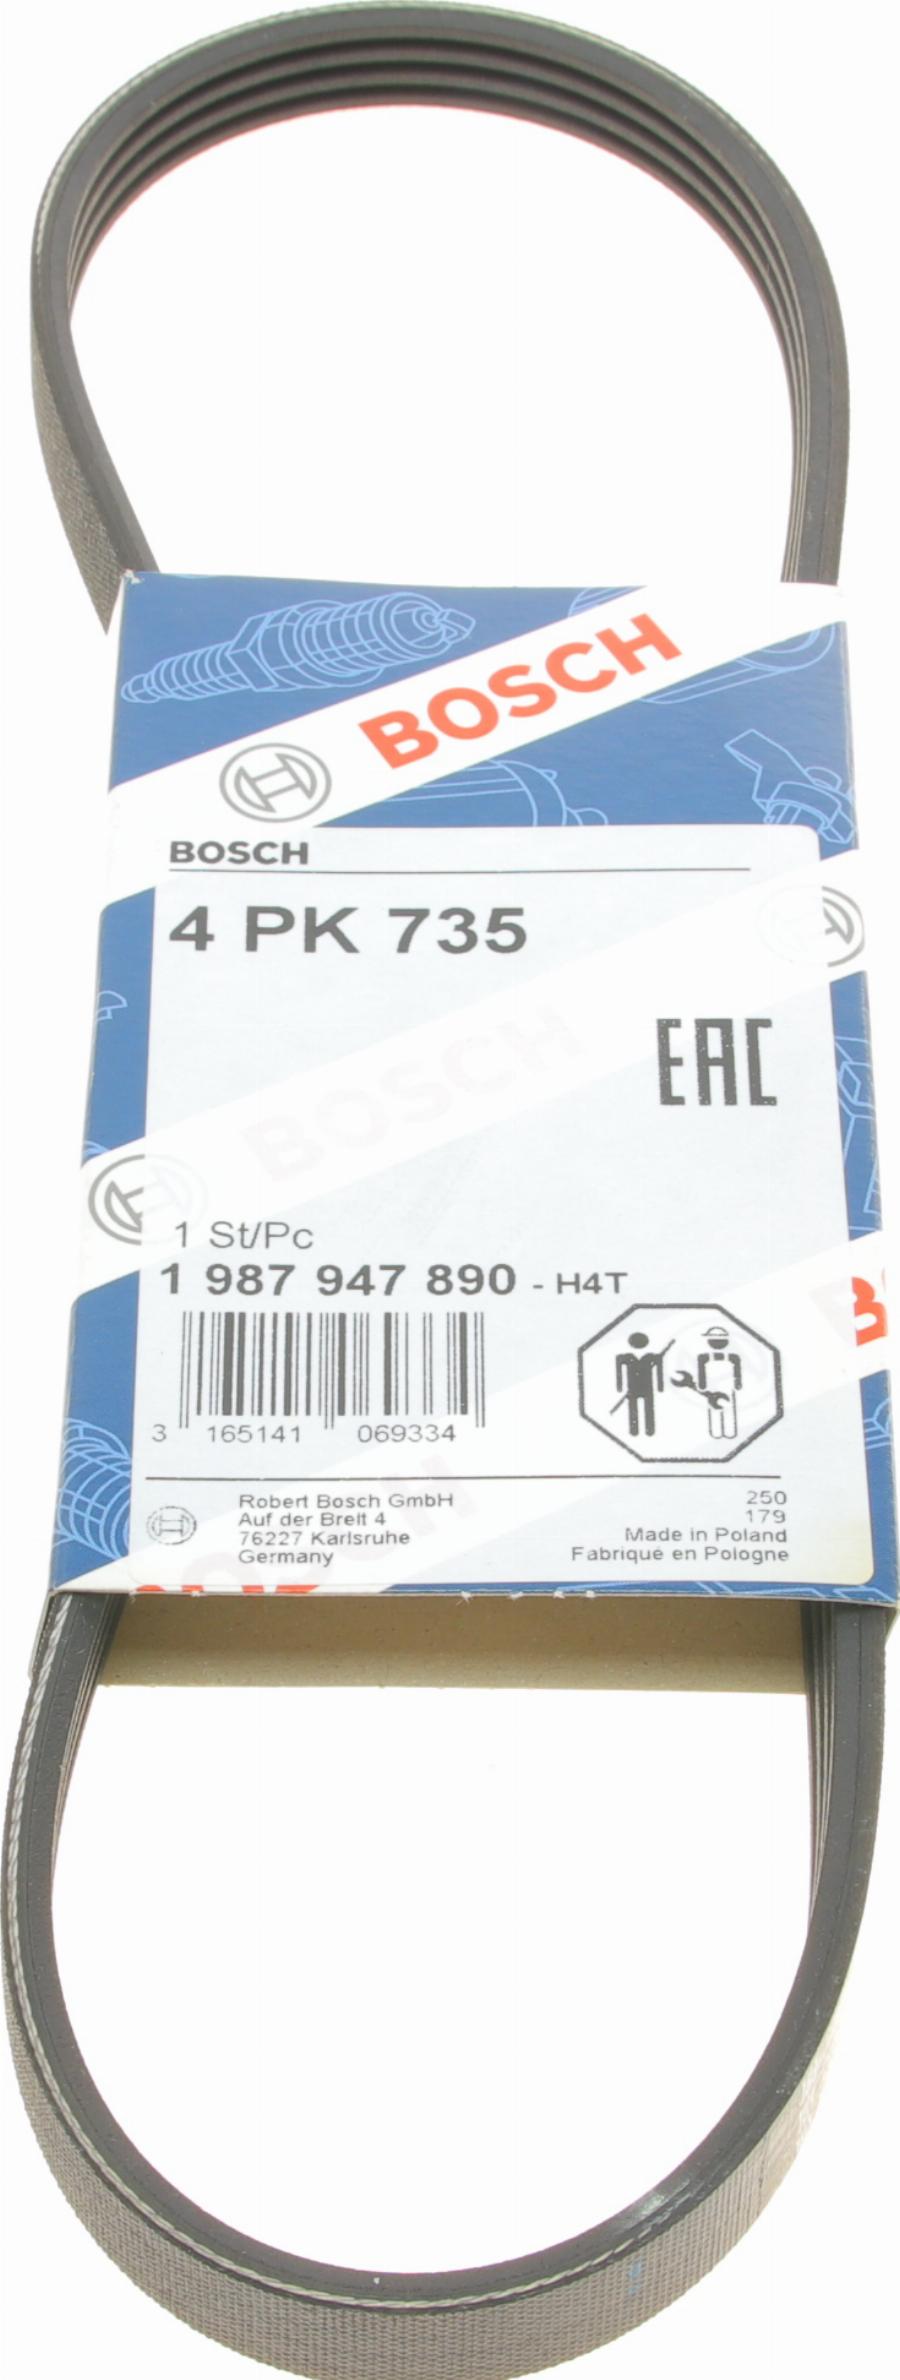 BOSCH
BOSCH
4 PK 735
EAC
BOSCH
1 St/Pc
1 987 947 890 - H4T
3 165141 069334
Robert Bosch GmbH
Auf der Breit 4
76227 Karlsruhe
Germany
250
179
Made in Poland
Fabriqué en Pologne